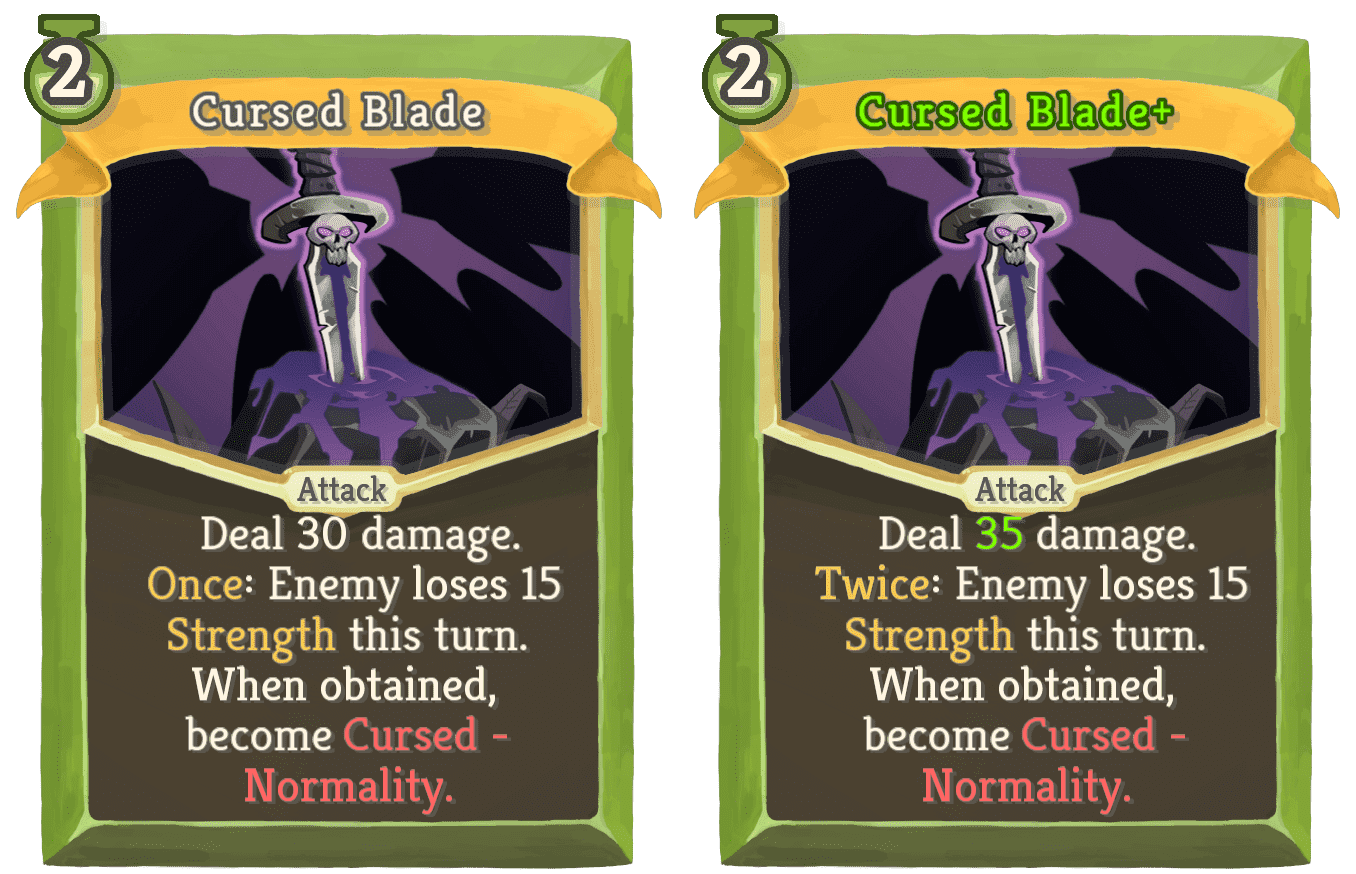 2
Cursed Blade
Attack
Deal 30 damage.
Once: Enemy loses 15
Strength this turn.
When obtained,
become Cursed -
Normality.
2
Cursed Blade+
Attack
Deal 35 damage.
Twice: Enemy loses 15
Strength this turn.
When obtained,
become Cursed -
Normality.